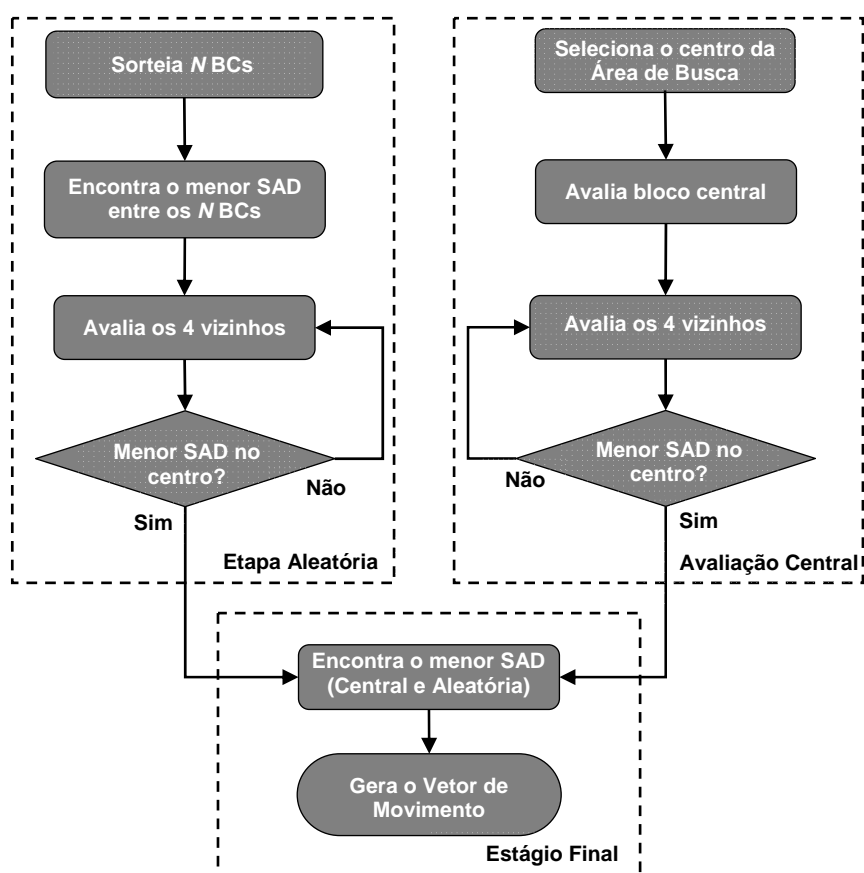 Sorteia N BCs
Encontra o menor SAD
entre os N BCs
Avalia os 4 vizinhos
Menor SAD no
centro?
Não
Sim
Etapa Aleatória
Seleciona o centro da
Área de Busca
Avalia bloco central
Avalia os 4 vizinhos
Menor SAD no
centro?
Não
Sim
Avaliação Central
Encontra o menor SAD
(Central e Aleatória)
Gera o Vetor de
Movimento
Estágio Final